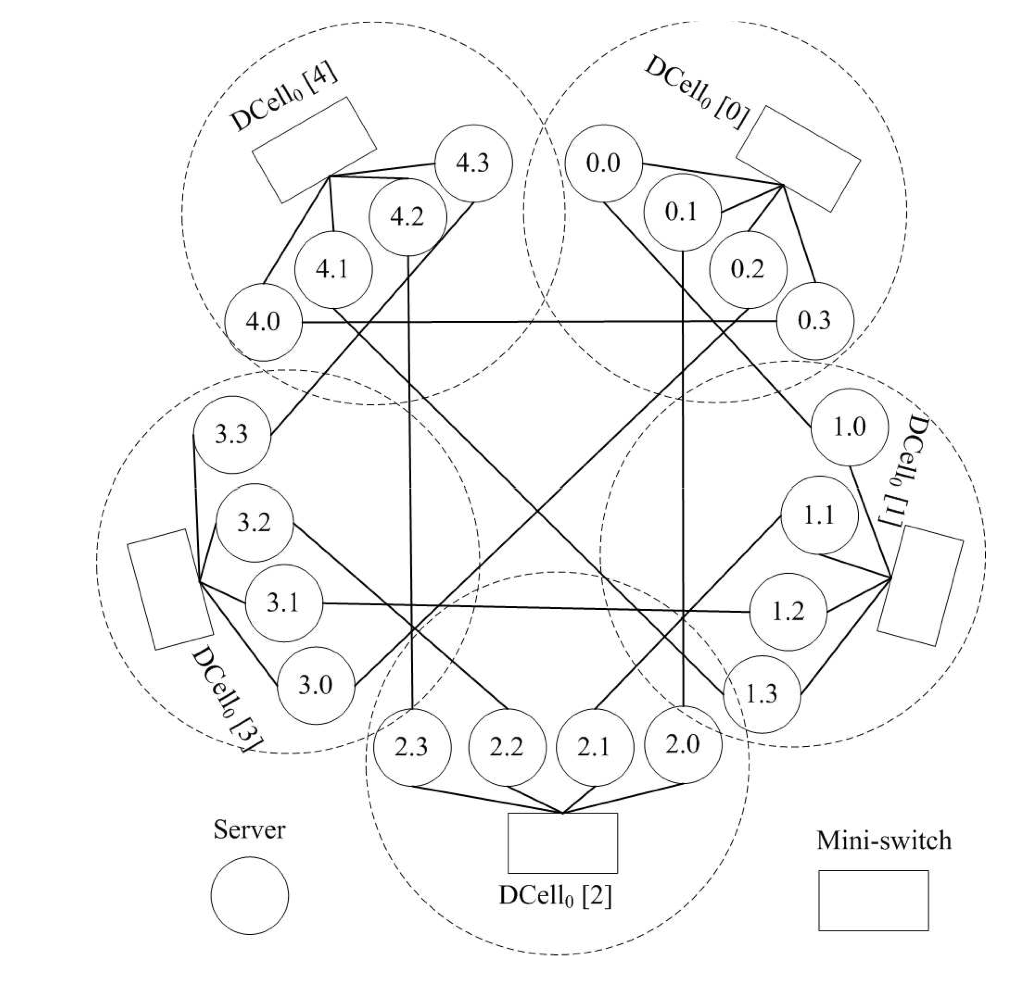 DCell₀ [4]
DCell₀ [0]
4.3
0.0
4.2
0.1
4.1
0.2
4.0
0.3
3.3
1.0
DCell₀ [1]
3.2
1.1
3.1
1.2
3.0
1.3
DCell₀ [3]
2.3
2.2
2.1
2.0
Server
Mini-switch
DCell₀ [2]